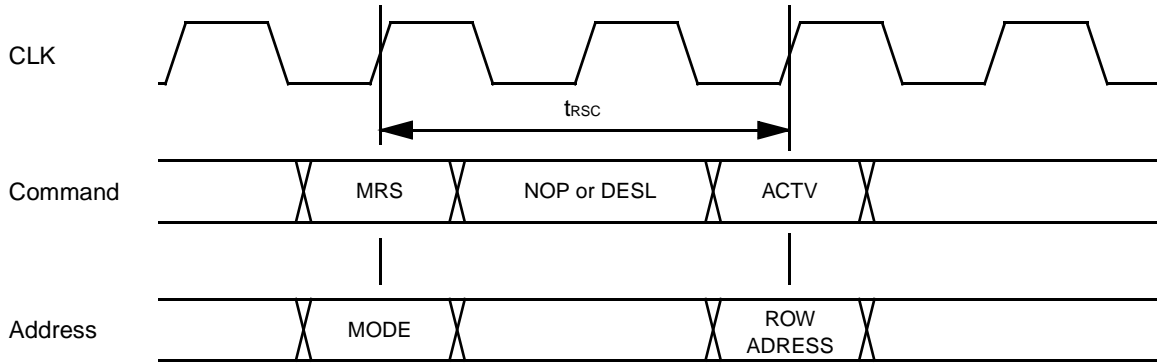 CLK
tRSC
Command
MRS
NOP or DESL
ACTV
Address
MODE
ROW
ADRESS